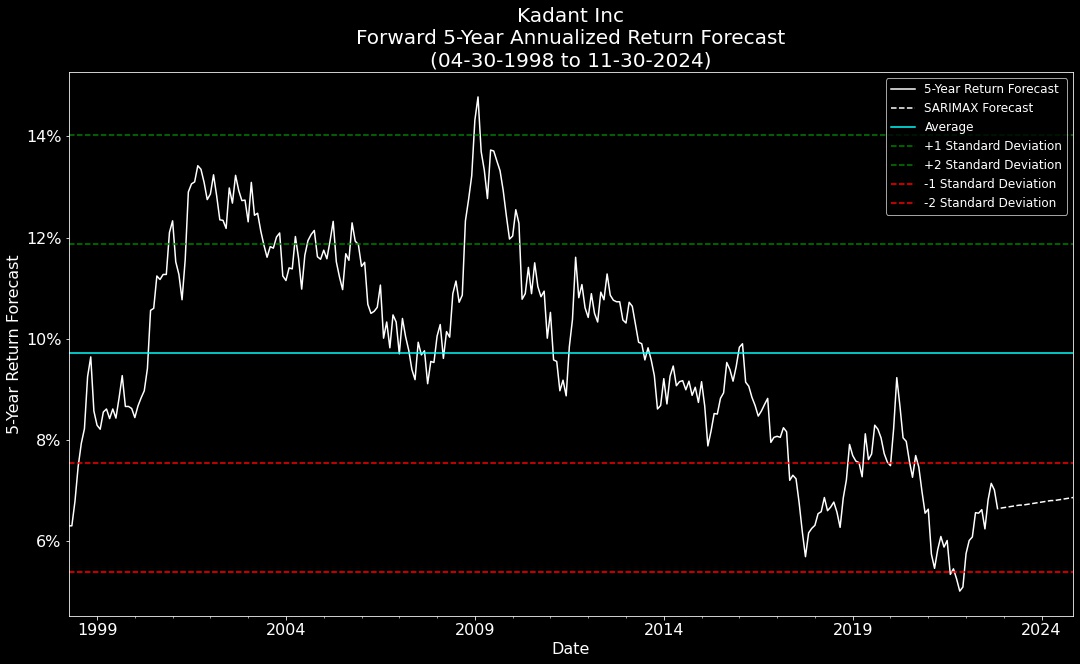 Kadant Inc
Forward 5-Year Annualized Return Forecast
(04-30-1998 to 11-30-2024)
5-Year Return Forecast
SARIMAX Forecast
Average
+1 Standard Deviation
+2 Standard Deviation
-1 Standard Deviation
-2 Standard Deviation
5-Year Return Forecast
14%
12%
10%
8%
6%
1999 2004 2009 2014 2019 2024
Date